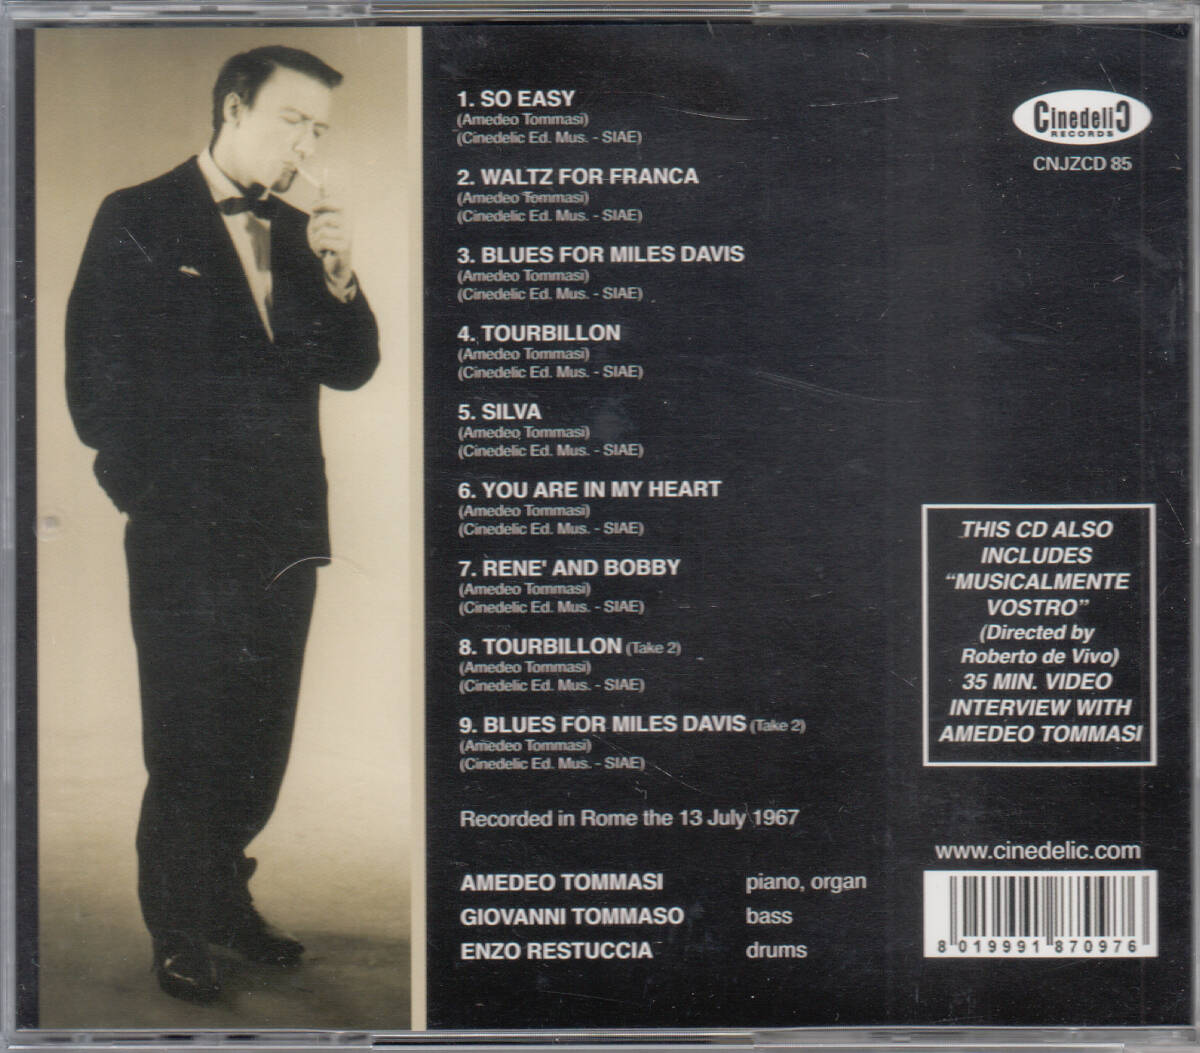 1. SO EASY
(Amedeo Tommasi)
(Cinedelic Ed. Mus. - SIAE)
2. WALTZ FOR FRANCA
(Amedeo Tommasi)
(Cinedelic Ed. Mus. - SIAE)
3. BLUES FOR MILES DAVIS
(Amedeo Tommasi)
(Cinedelic Ed. Mus. - SIAE)
4. TOURBILLON
(Amedeo Tommasi)
(Cinedelic Ed. Mus. - SIAE)
5. SILVA
(Amedeo Tommasi)
(Cinedelic Ed. Mus. - SIAE)
6. YOU ARE IN MY HEART
(Amedeo Tommasi)
(Cinedelic Ed. Mus. - SIAE)
7. RENE' AND BOBBY
(Amedeo Tommasi)
(Cinedelic Ed. Mus. - SIAE)
8. TOURBILLON (Take 2)
(Amedeo Tommasi)
(Cinedelic Ed. Mus. - SIAE)
9. BLUES FOR MILES DAVIS (Take 2)
(Amedeo Tommasi)
(Cinedelic Ed. Mus. - SIAE)
Recorded in Rome the 13 July 1967
AMEDEO TOMMASI piano, organ
GIOVANNI TOMMASO bass
ENZO RESTUCCIA drums
CinedeliC
RECORDS
CNJZCD 85
THIS CD ALSO
INCLUDES
“MUSICALMENTE
VOSTRO”
(Directed by
Roberto de Vivo)
35 MIN. VIDEO
INTERVIEW WITH
AMEDEO TOMMASI
www.cinedelic.com
8 019991 870976